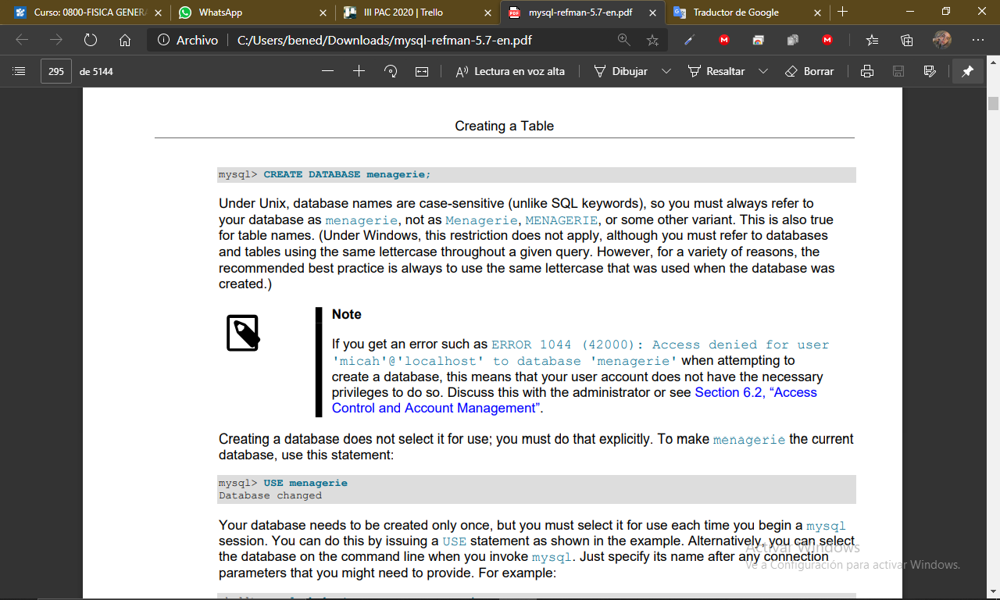 Curso: 0800-FISICA GENER
WhatsApp
III PAC 2020 | Trello
mysql-refman-5.7-en.pdf
Traductor de Google
Archivo
C:/Users/bened/Downloads/mysql-refman-5.7-en.pdf
295 de 5144
Lectura en voz alta
Dibujar
Resaltar
Borrar
Creating a Table
mysql> CREATE DATABASE menagerie;
Under Unix, database names are case-sensitive (unlike SQL keywords), so you must always refer to
your database as menagerie, not as Menagerie, MENAGERIE, or some other variant. This is also true
for table names. (Under Windows, this restriction does not apply, although you must refer to databases
and tables using the same lettercase throughout a given query. However, for a variety of reasons, the
recommended best practice is always to use the same lettercase that was used when the database was
created.)
Note
If you get an error such as ERROR 1044 (42000): Access denied for user
'micah'@'localhost' to database 'menagerie' when attempting to
create a database, this means that your user account does not have the necessary
privileges to do so. Discuss this with the administrator or see Section 6.2, “Access
Control and Account Management”.
Creating a database does not select it for use; you must do that explicitly. To make menagerie the current
database, use this statement:
mysql> USE menagerie
Database changed
Your database needs to be created only once, but you must select it for use each time you begin a mysql
session. You can do this by issuing a USE statement as shown in the example. Alternatively, you can select
the database on the command line when you invoke mysql. Just specify its name after any connection
parameters that you might need to provide. For example:
Activar Windows
Ve a Configuración para activar Windows.